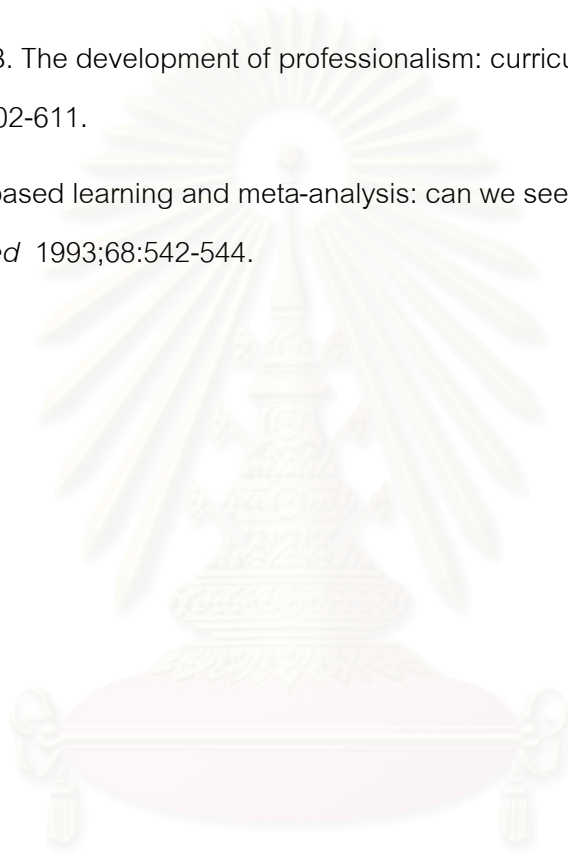 3. The development of professionalism: curricu
02-611.
ased learning and meta-analysis: can we see
ed 1993;68:542-544.